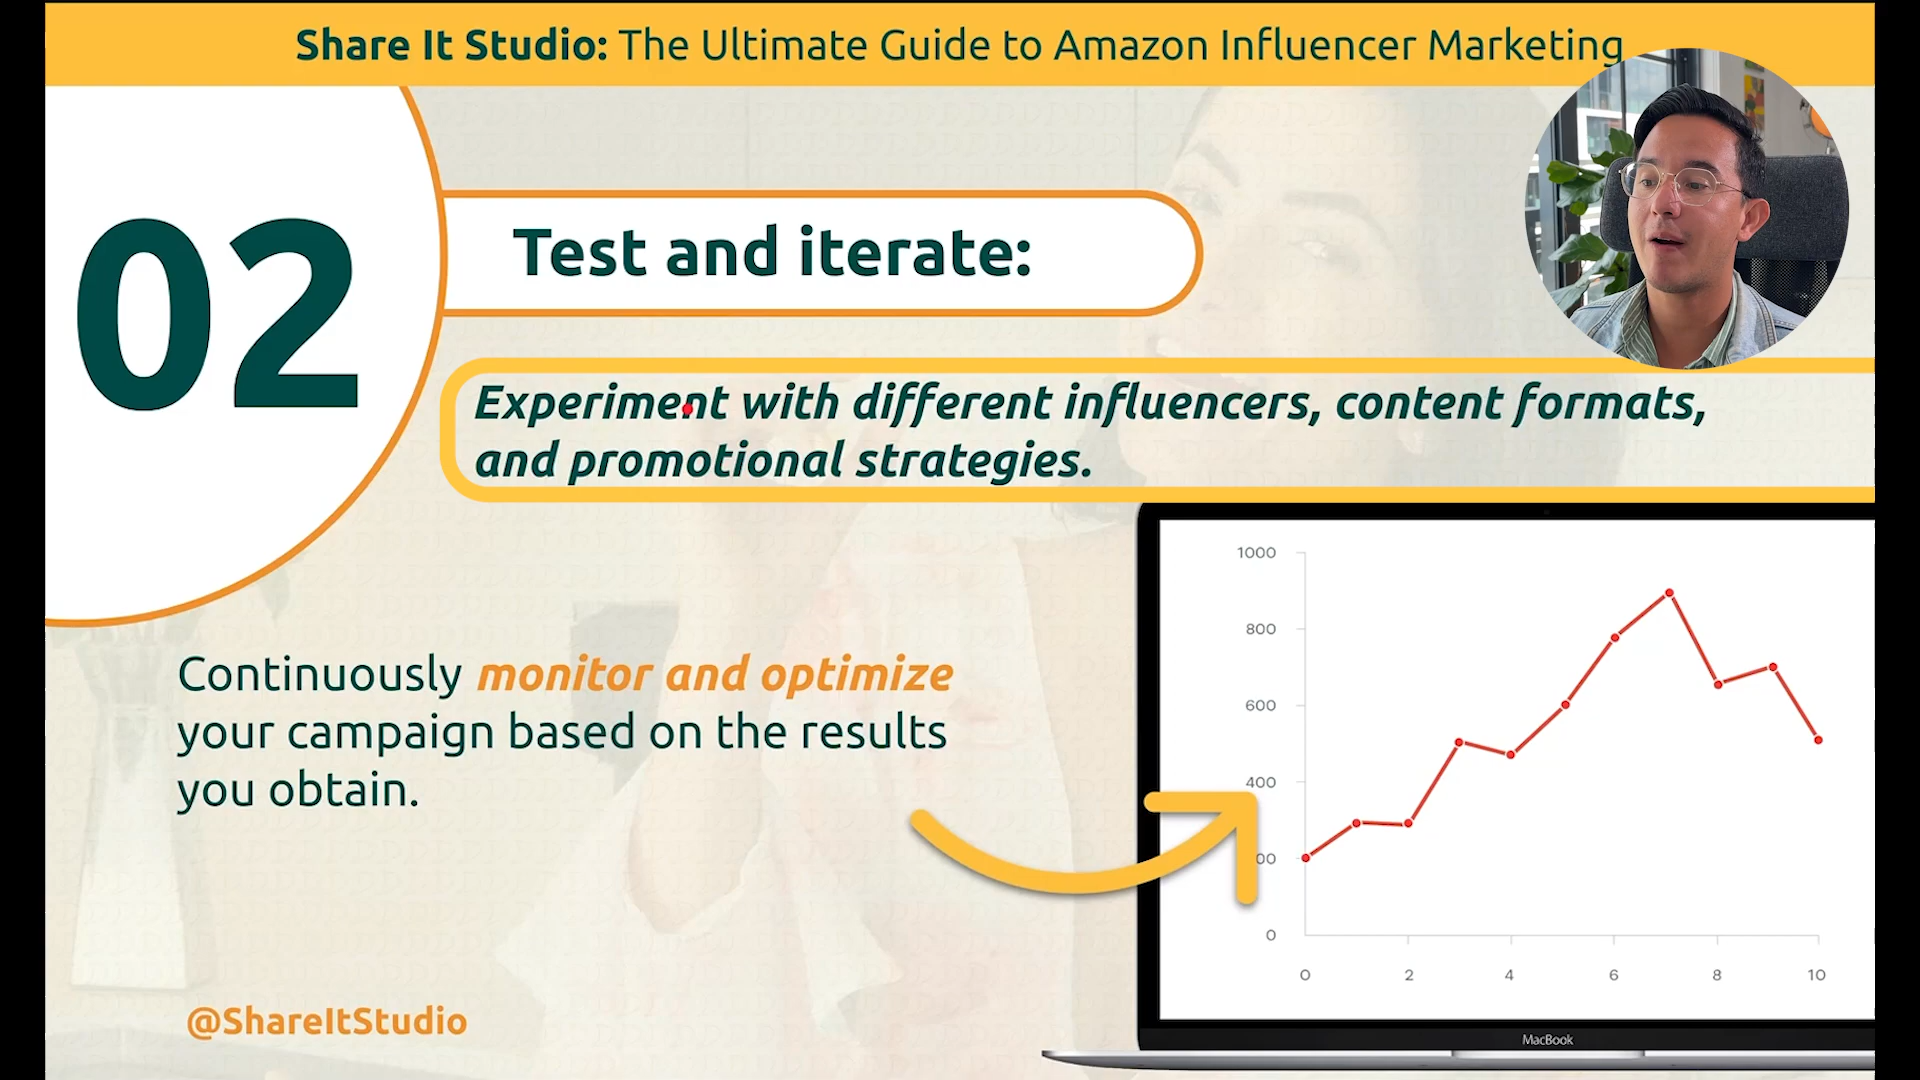 Share It Studio: The Ultimate Guide to Amazon Influencer Marketing
02
Test and iterate:
Experiment with different influencers, content formats,
and promotional strategies.
Continuously monitor and optimize
your campaign based on the results
you obtain.
@ShareItStudio
1000
800
600
400
00
0
0 2 4 6 8 10
MacBook